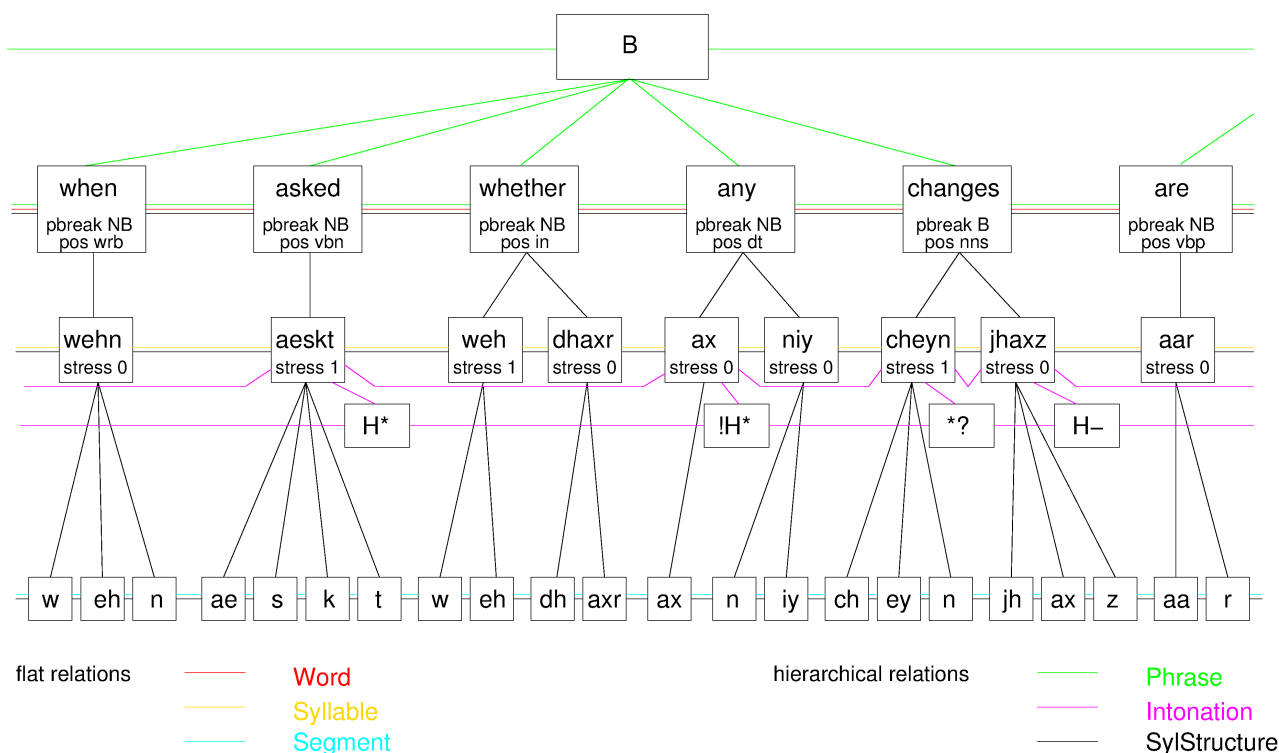 B
when asked whether any changes are
pbreak NB pbreak NB pbreak NB pbreak NB pbreak B pbreak NB
pos wrb pos vbn pos in pos dt pos nns pos vbp
wehn aeskt weh dhaxr ax niy cheyn jhaxz aar
stress 0 stress 1 stress 1 stress 0 stress 0 stress 0 stress 1 stress 0 stress 0
H* !H* *? H–
w eh n ae s k t w eh dh axr ax n iy ch ey n jh ax z aa r
flat relations Word hierarchical relations Phrase
Syllable Intonation
Segment SylStructure